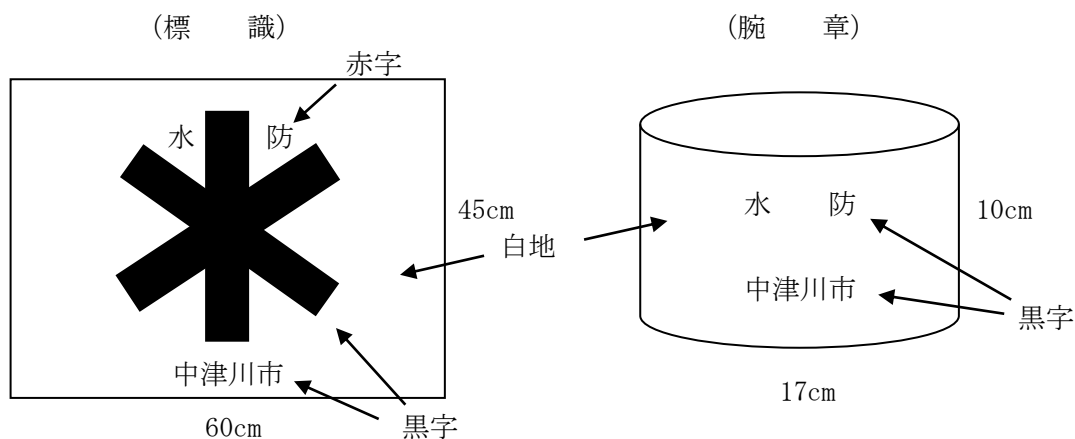 (標　識)
(腕　章)
赤字
水　防
45cm
白地
水　防
10cm
中津川市
黒字
中津川市
17cm
60cm
黒字